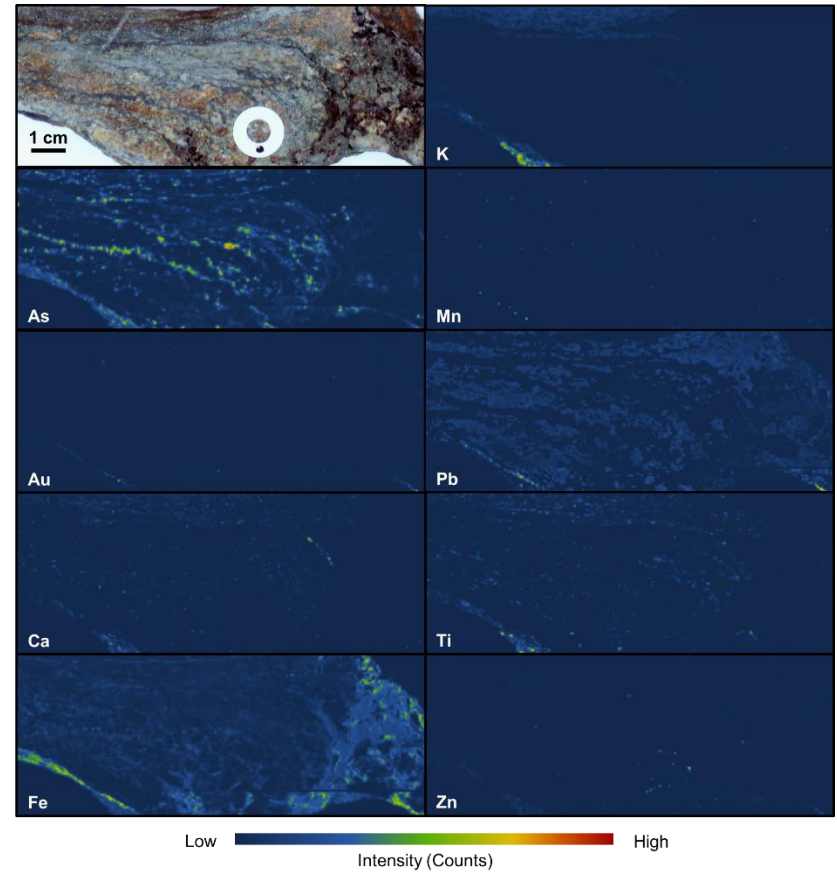 1 cm
K
As
Mn
Au
Pb
Ca
Ti
Fe
Zn
Low High
Intensity (Counts)